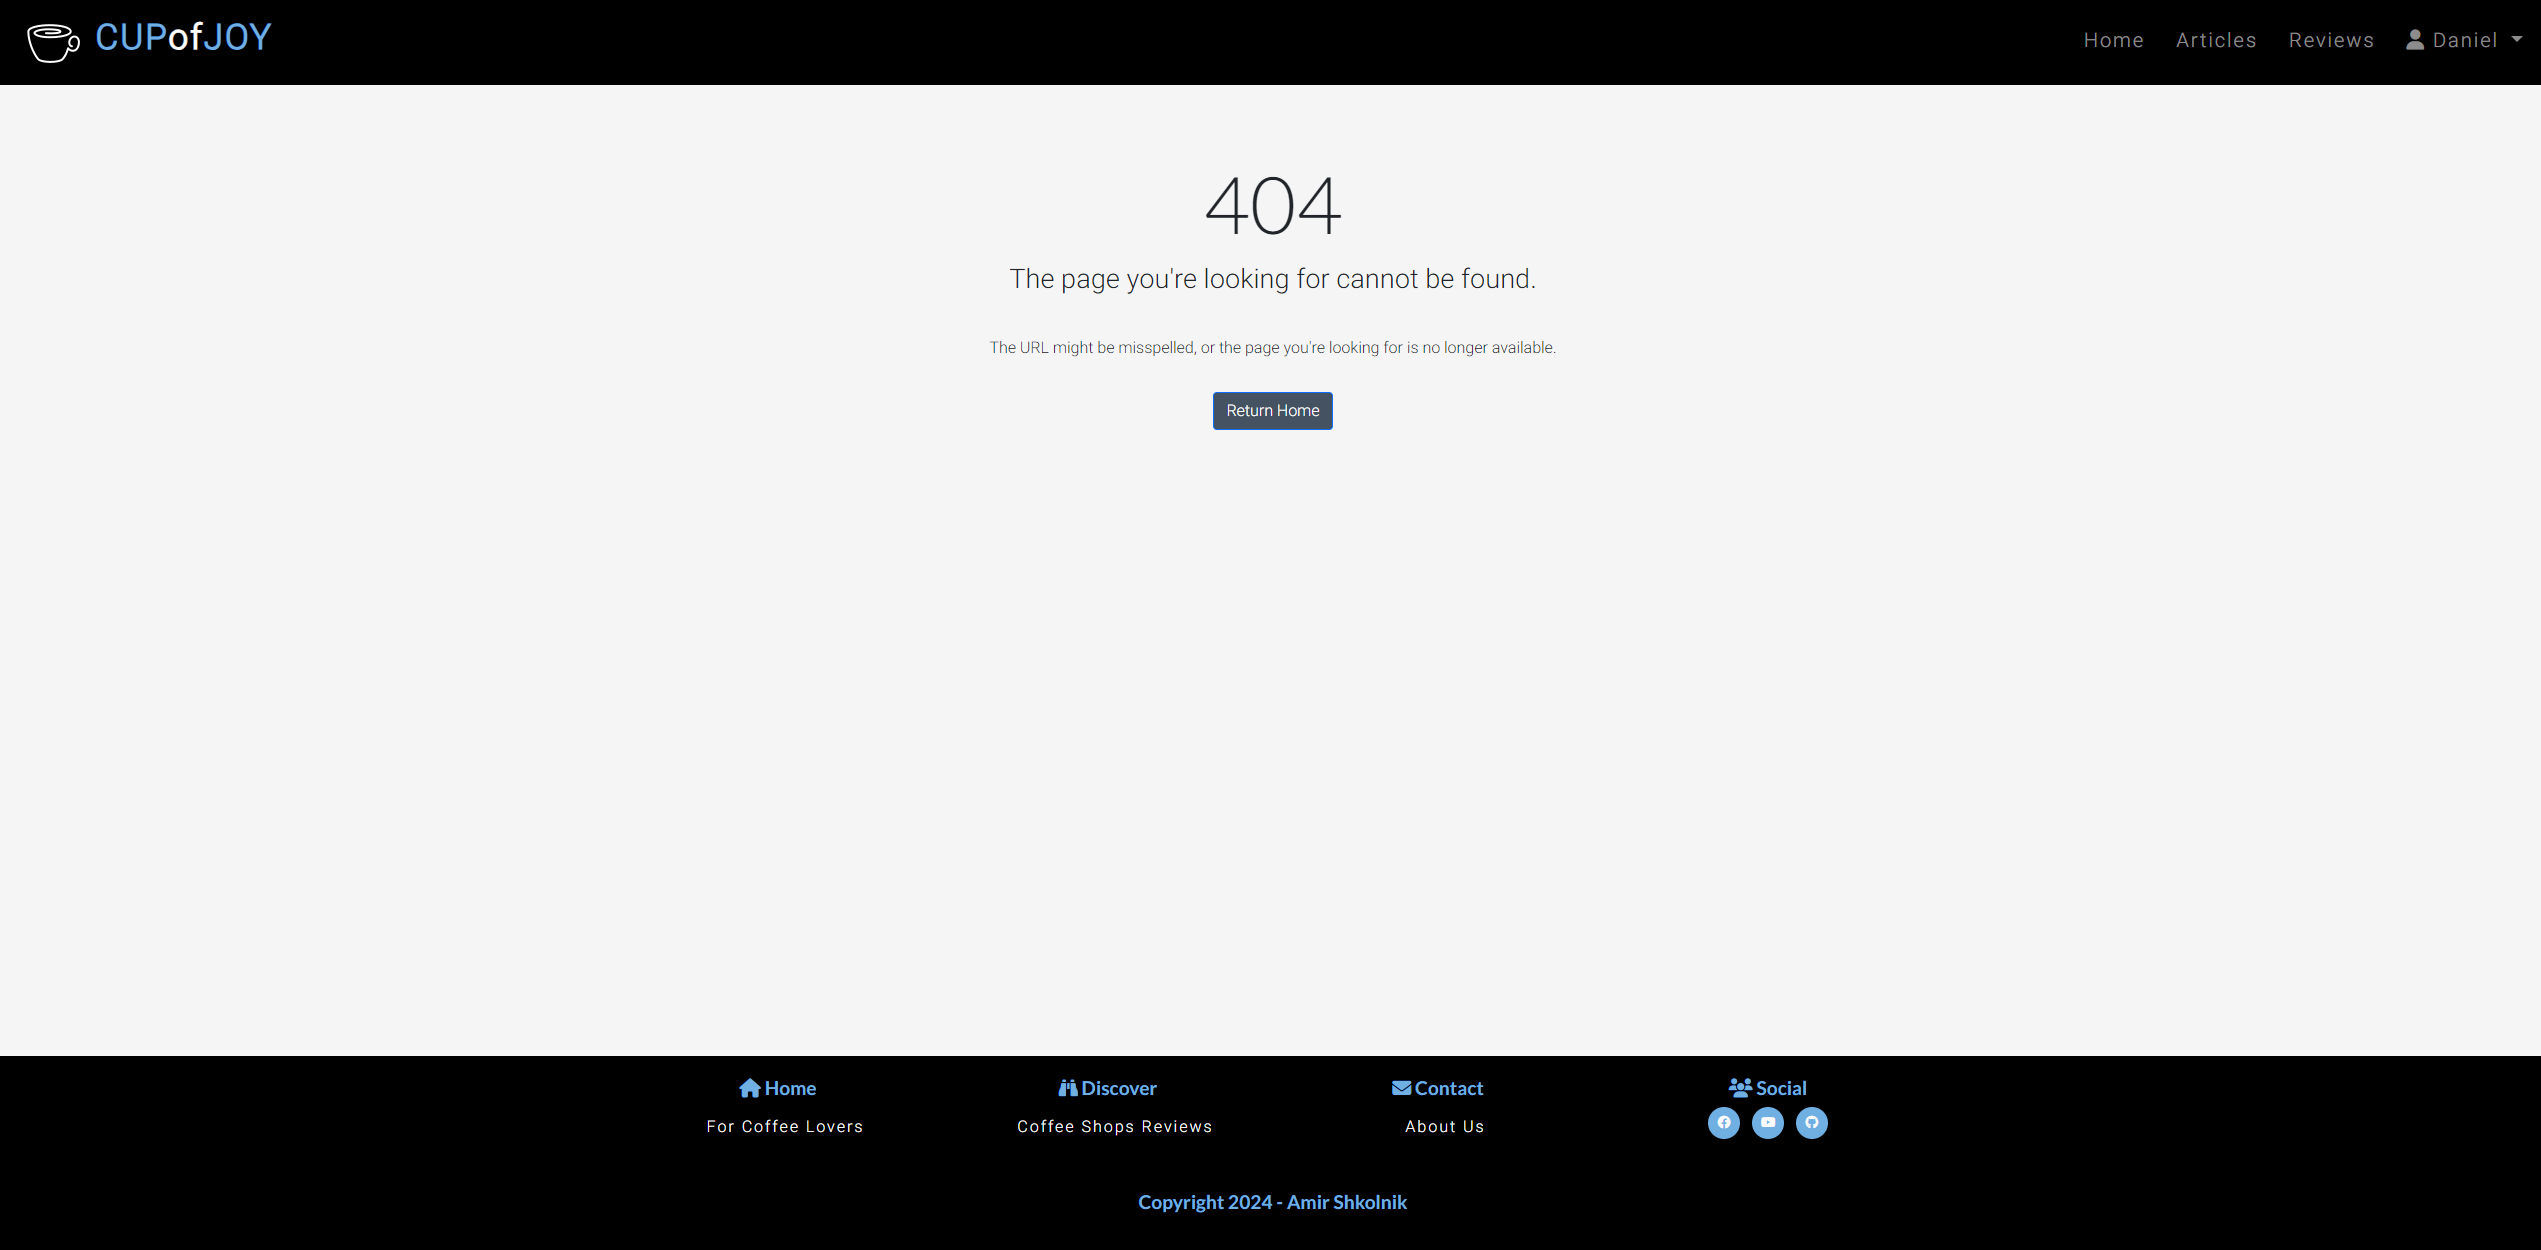 CUPofJOY
Home Articles Reviews Daniel
404
The page you're looking for cannot be found.
The URL might be misspelled, or the page you're looking for is no longer available.
Return Home
Home Discover Contact Social
For Coffee Lovers Coffee Shops Reviews About Us
Copyright 2024 - Amir Shkolnik